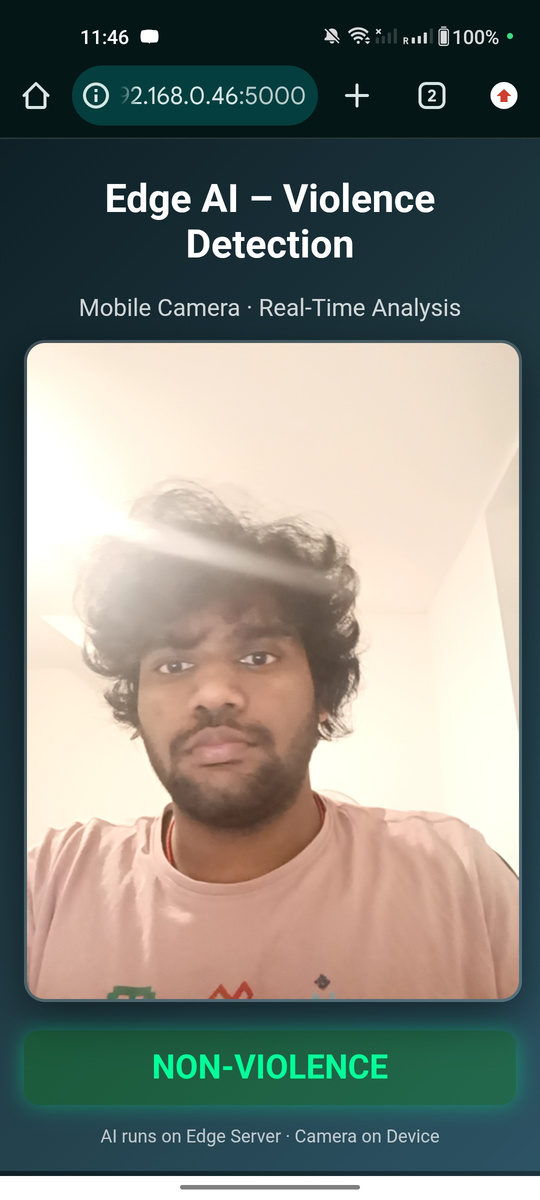 11:46
R
100%
2.168.0.46:5000
2
Edge AI – Violence
Detection
Mobile Camera · Real-Time Analysis
NON-VIOLENCE
AI runs on Edge Server · Camera on Device